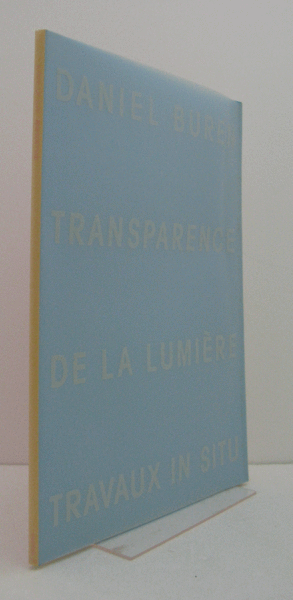 DANIEL BUREN
TRANSPARENCE
DE LA LUMIÈRE
TRAVAUX IN SITU